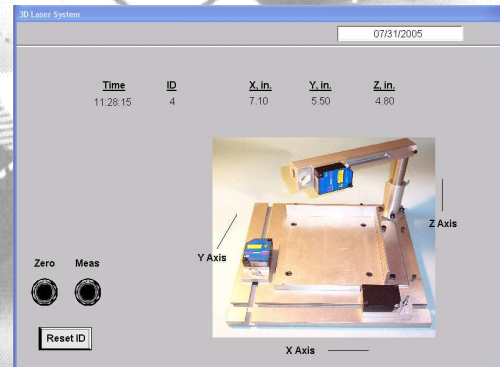 3D Laser System
07/31/2005
Time ID X, in. Y, in. Z, in.
11:28:15 4 7.10 5.50 4.80
Z Axis
Y Axis
Zero Meas
Reset ID
X Axis